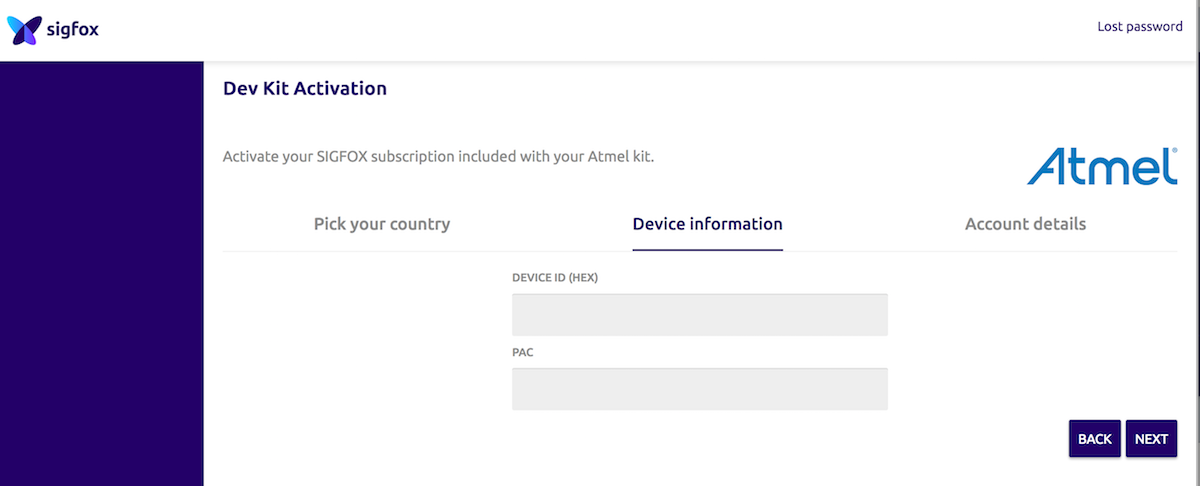 sigfox
Lost password
Dev Kit Activation
Activate your SIGFOX subscription included with your Atmel kit.
Atmel®
Pick your country
Device information
Account details
DEVICE ID (HEX)
PAC
BACK
NEXT